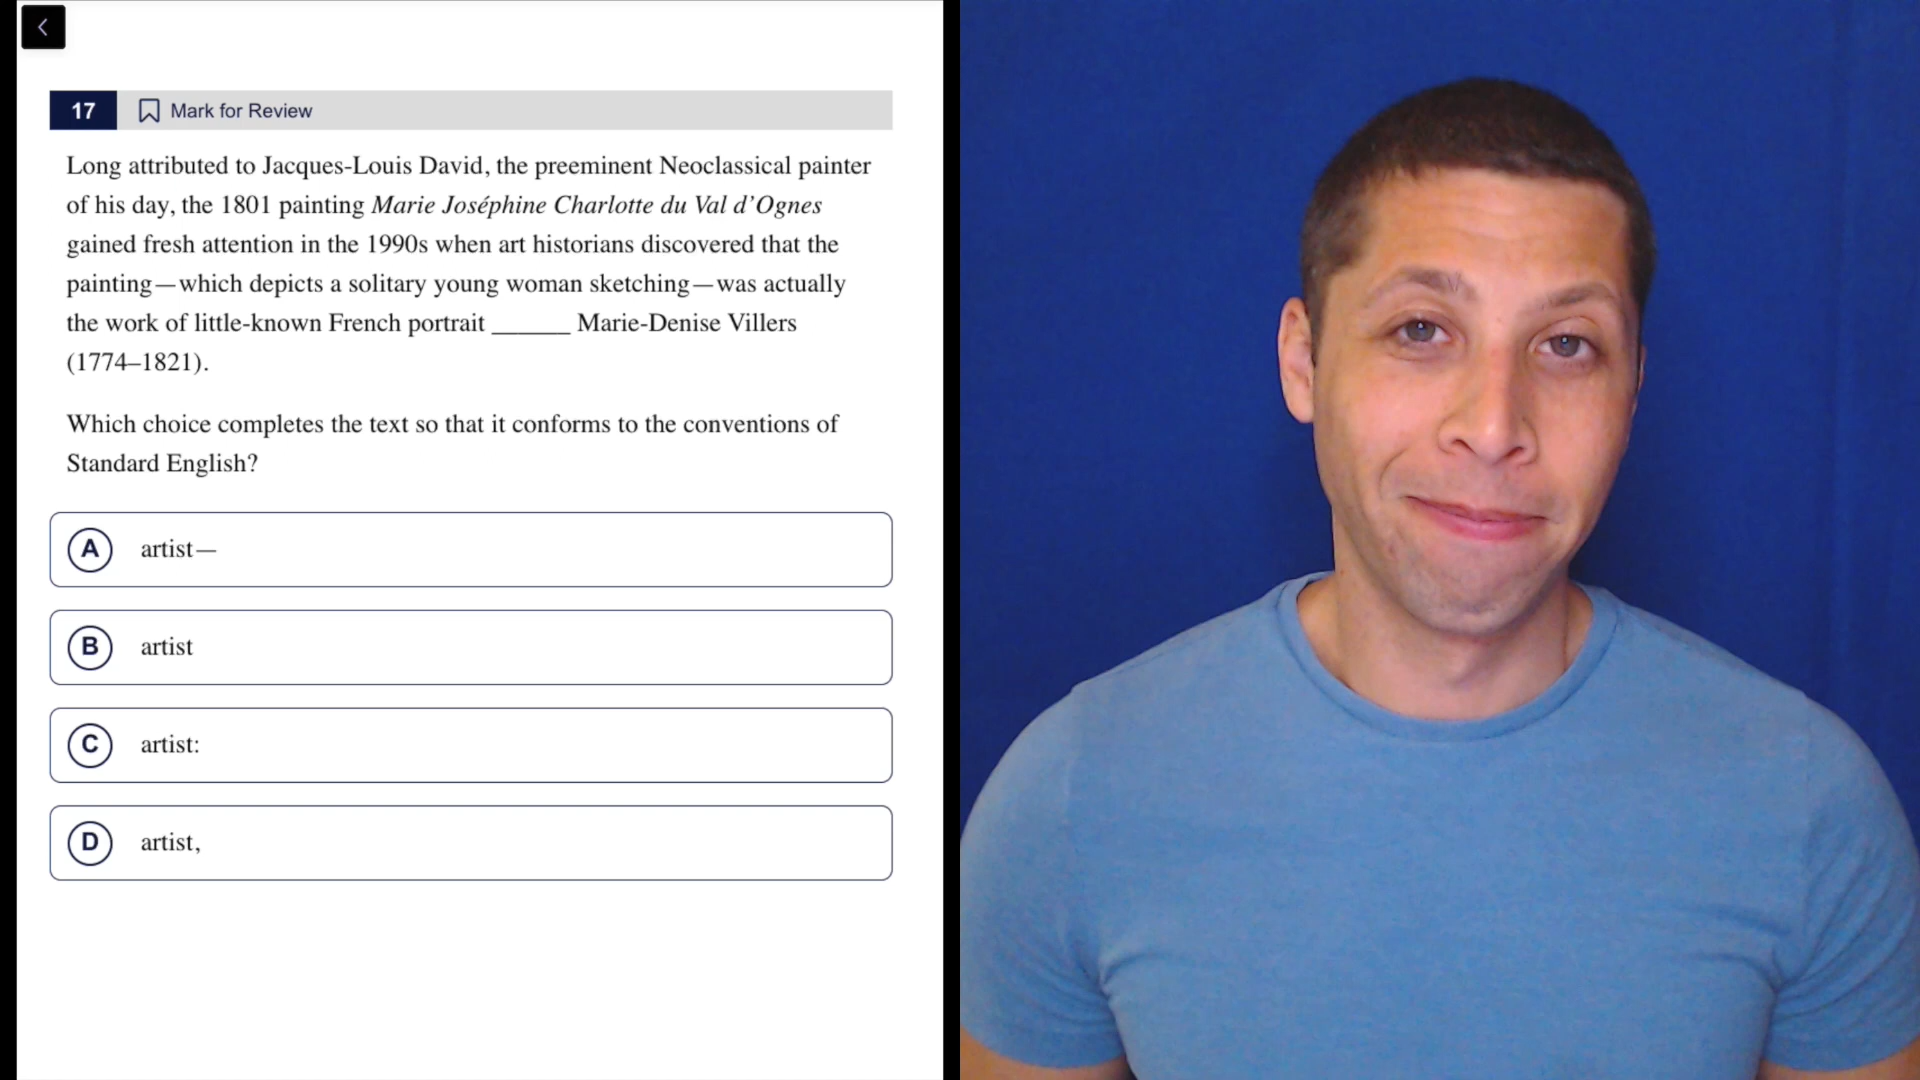 17 Mark for Review
Long attributed to Jacques-Louis David, the preeminent Neoclassical painter
of his day, the 1801 painting Marie Joséphine Charlotte du Val d’Ognes
gained fresh attention in the 1990s when art historians discovered that the
painting—which depicts a solitary young woman sketching—was actually
the work of little-known French portrait ______ Marie-Denise Villers
(1774–1821).
Which choice completes the text so that it conforms to the conventions of
Standard English?
A artist—
B artist
C artist:
D artist,